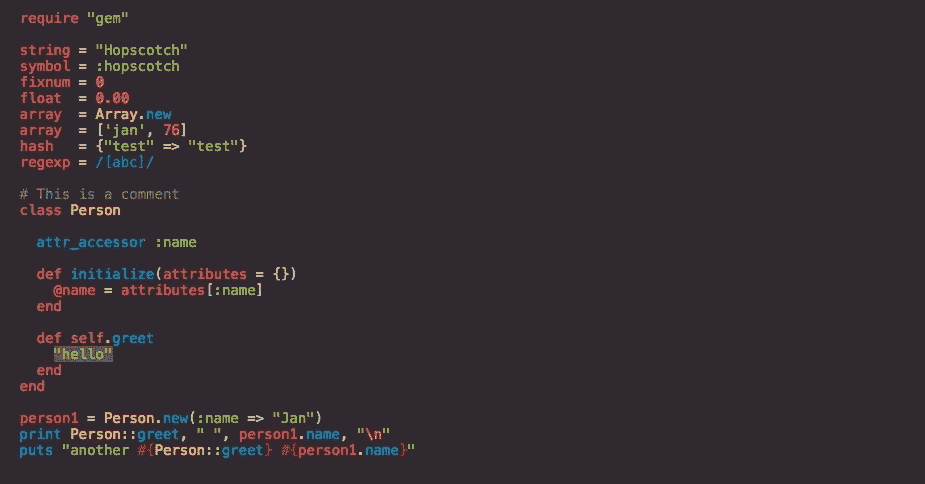 require "gem"
string = "Hopscotch"
symbol = :hopscotch
fixnum = 0
float  = 0.00
array  = Array.new
array  = ['jan', 76]
hash   = {"test" => "test"}
regexp = /[abc]/
# This is a comment
class Person
  attr_accessor :name
  def initialize(attributes = {})
    @name = attributes[:name]
  end
  def self.greet
    "hello"
  end
end
person1 = Person.new(:name => "Jan")
print Person::greet, " ", person1.name, "\n"
puts "another #{Person::greet} #{person1.name}"